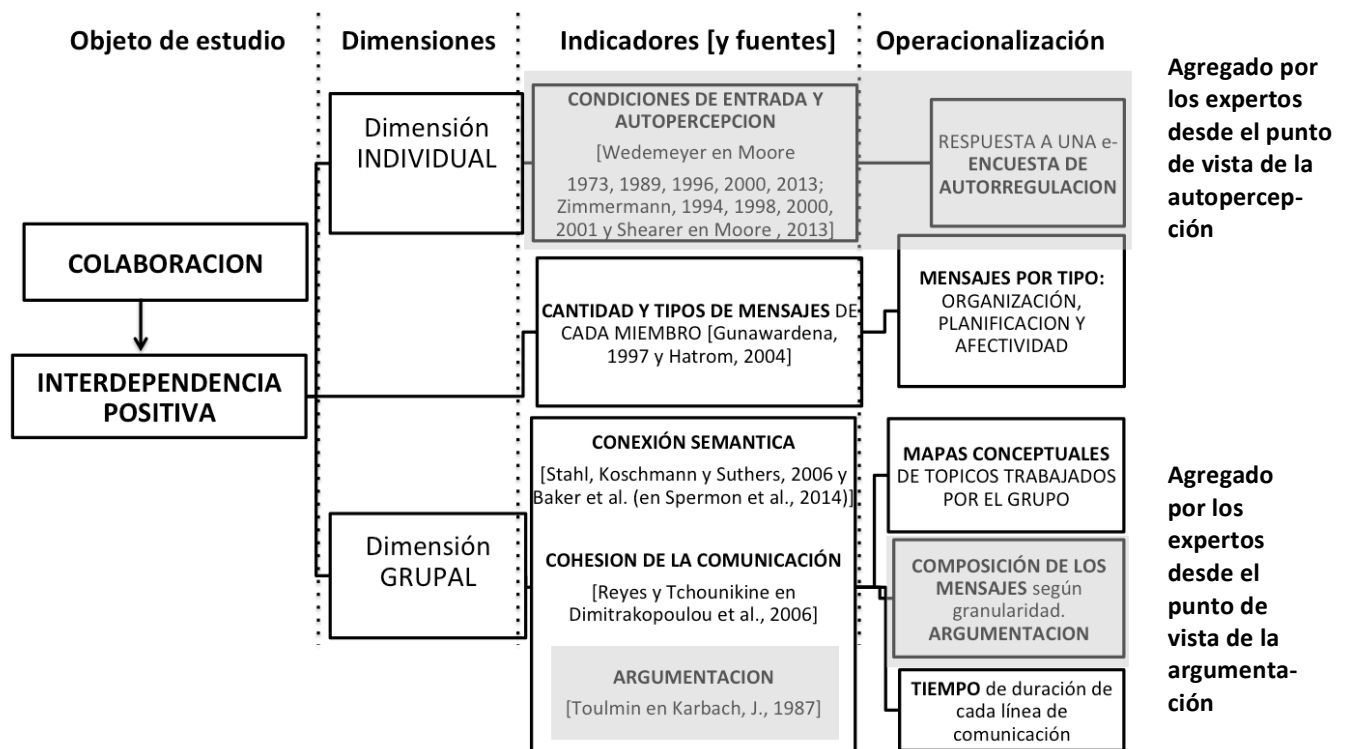 Objeto de estudio
Dimensiones
Indicadores [y fuentes]
Operacionalización
COLABORACION
INTERDEPENDENCIA
POSITIVA
Dimensión
INDIVIDUAL
CONDICIONES DE ENTRADA Y
AUTOPERCEPCION
[Wedemeyer en Moore
1973, 1989, 1996, 2000, 2013;
Zimmermann, 1994, 1998, 2000,
2001 y Shearer en Moore , 2013]
RESPUESTA A UNA e-
ENCUESTA DE
AUTORREGULACION
Agregado por
los expertos
desde el punto
de vista de la
autopercep-
ción
CANTIDAD Y TIPOS DE MENSAJES DE
CADA MIEMBRO [Gunawardena,
1997 y Hatrom, 2004]
MENSAJES POR TIPO:
ORGANIZACIÓN,
PLANIFICACION Y
AFECTIVIDAD
Dimensión
GRUPAL
CONEXIÓN SEMANTICA
[Stahl, Koschmann y Suthers, 2006 y
Baker et al. (en Spermon et al., 2014)]
COHESION DE LA COMUNICACIÓN
[Reyes y Tchounikine en
Dimitrakopoulou et al., 2006]
ARGUMENTACION
[Toulmin en Karbach, J., 1987]
MAPAS CONCEPTUALES
DE TOPICOS TRABAJADOS
POR EL GRUPO
COMPOSICIÓN DE LOS
MENSAJES según
granularidad.
ARGUMENTACION
TIEMPO de duración de
cada línea de
comunicación
Agregado
por los
expertos
desde el
punto de
vista de la
argumenta-
ción